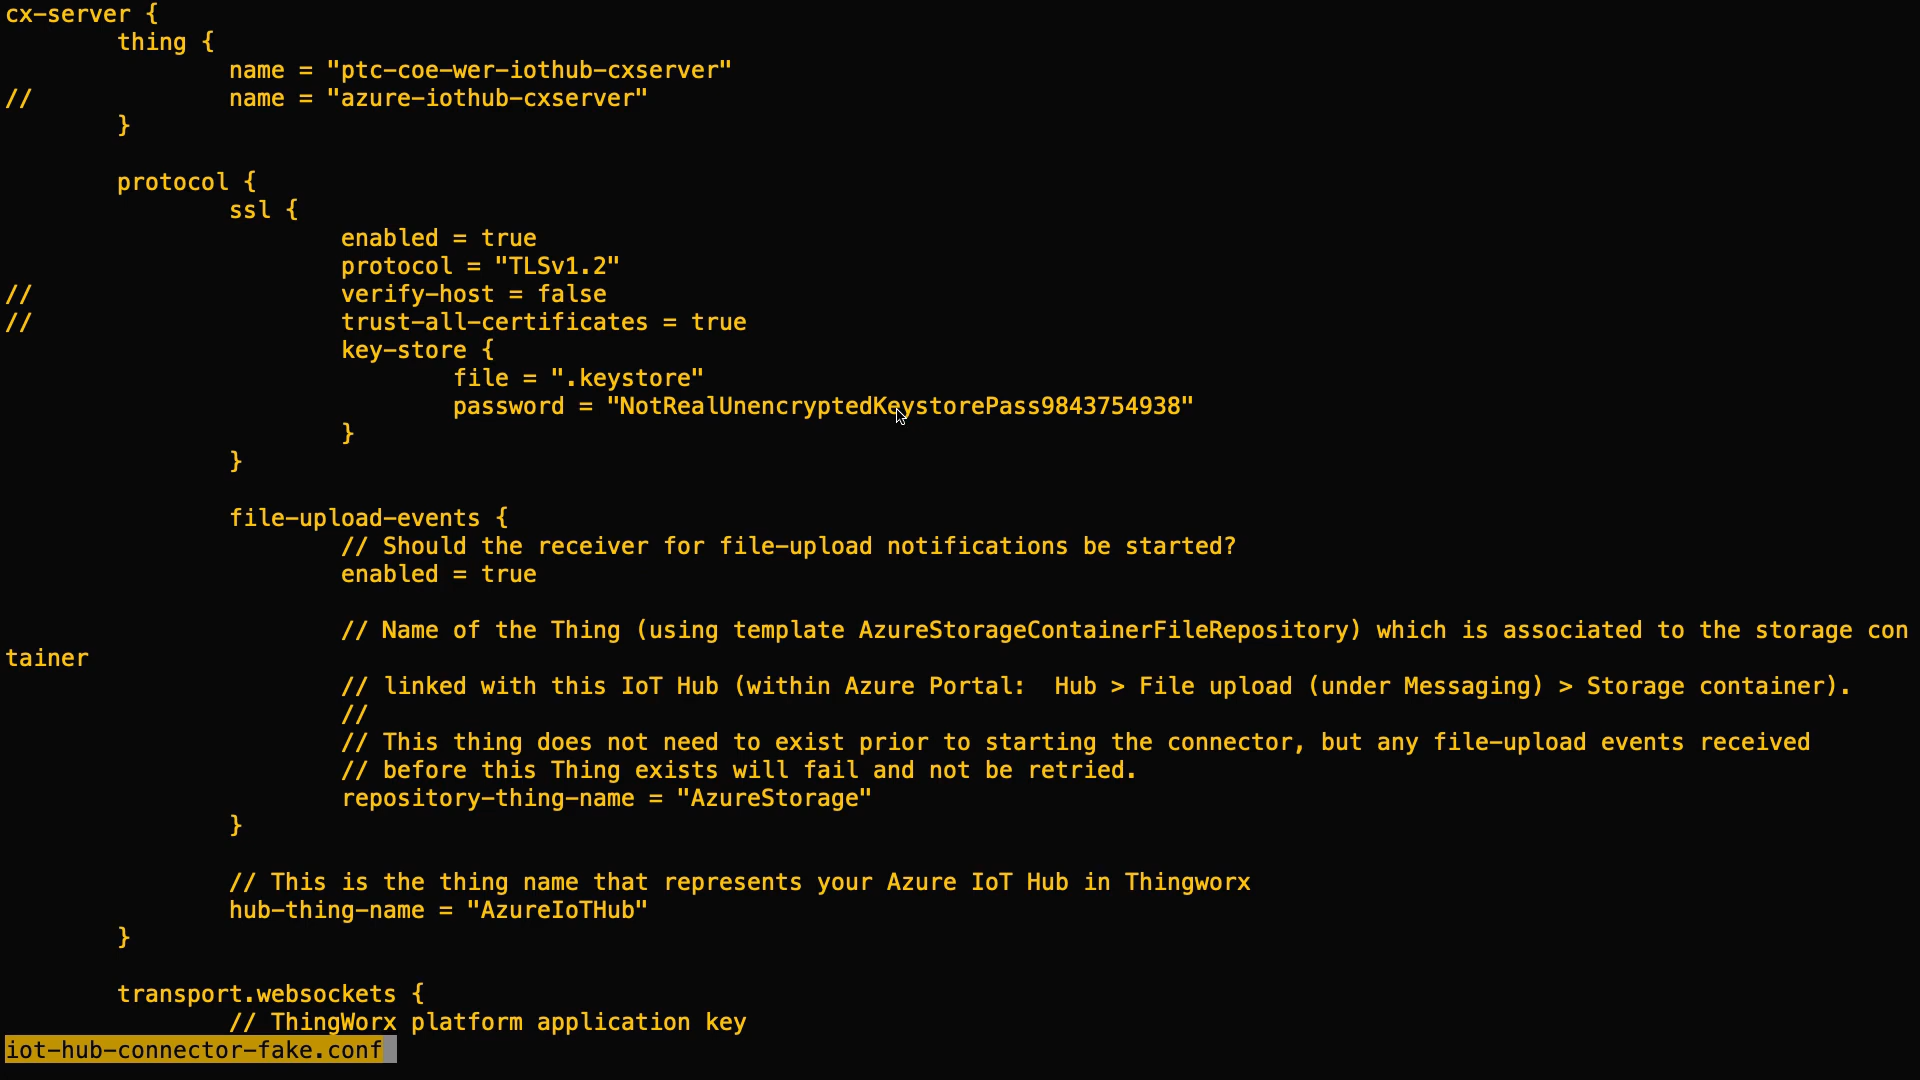 cx-server {
thing {
name = "ptc-coe-wer-iothub-cxserver"
// name = "azure-iothub-cxserver"
}
protocol {
ssl {
enabled = true
protocol = "TLSv1.2"
// verify-host = false
// trust-all-certificates = true
key-store {
file = ".keystore"
password = "NotRealUnencryptedKeystorePass9843754938"
}
}
file-upload-events {
// Should the receiver for file-upload notifications be started?
enabled = true
// Name of the Thing (using template AzureStorageContainerFileRepository) which is associated to the storage con
tainer
// linked with this IoT Hub (within Azure Portal:  Hub > File upload (under Messaging) > Storage container).
//
// This thing does not need to exist prior to starting the connector, but any file-upload events received
// before this Thing exists will fail and not be retried.
repository-thing-name = "AzureStorage"
}
// This is the thing name that represents your Azure IoT Hub in Thingworx
hub-thing-name = "AzureIoTHub"
}
transport.websockets {
// ThingWorx platform application key
iot-hub-connector-fake.conf